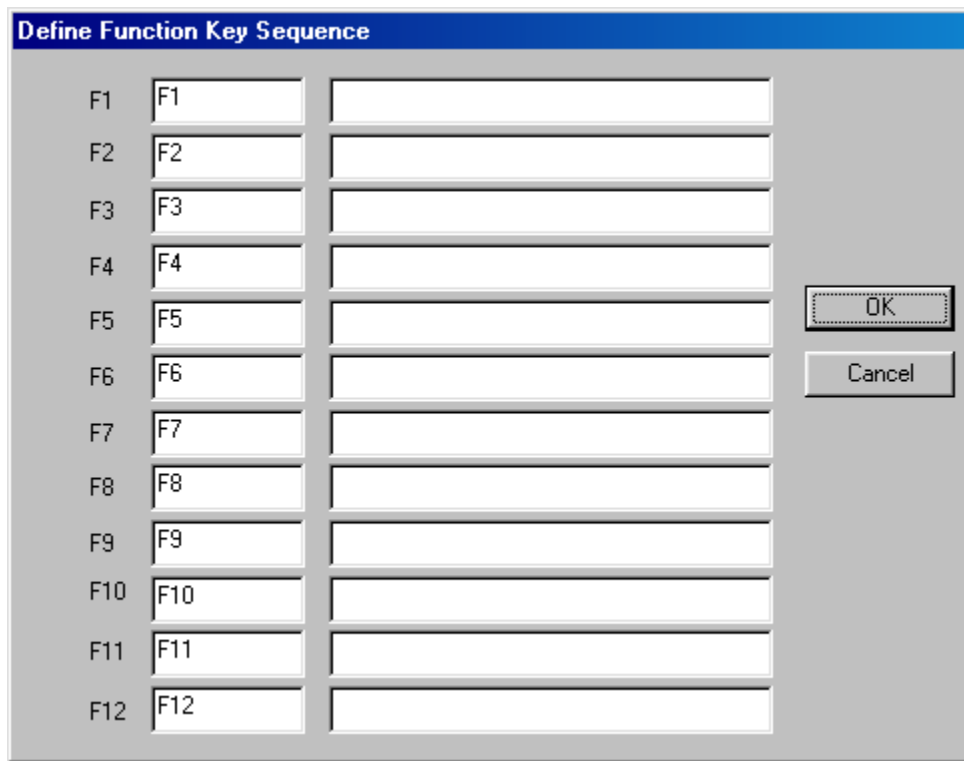 Define Function Key Sequence
F1 F1
F2 F2
F3 F3
F4 F4
F5 F5
F6 F6
F7 F7
F8 F8
F9 F9
F10 F10
F11 F11
F12 F12
OK
Cancel